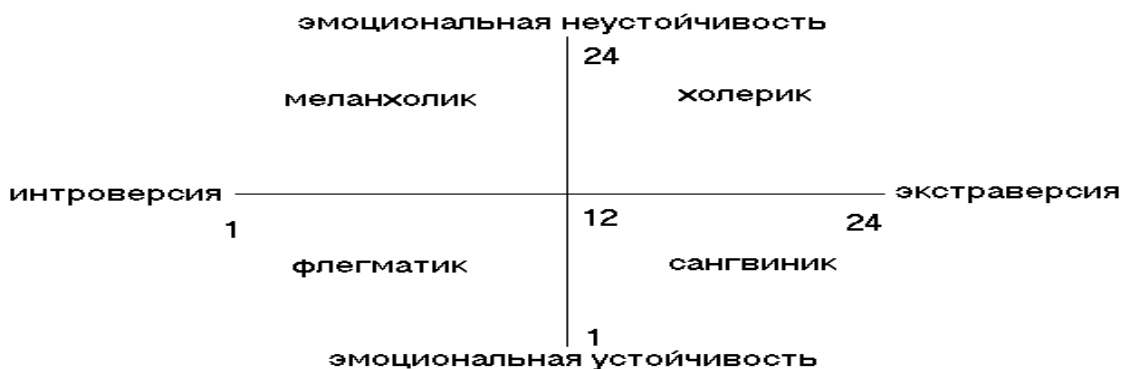 эмоциональная неустойчивость
24
меланхолик
холерик
интроверсия
экстраверсия
1
12
24
флегматик
сангвиник
1
эмоциональная устойчивость